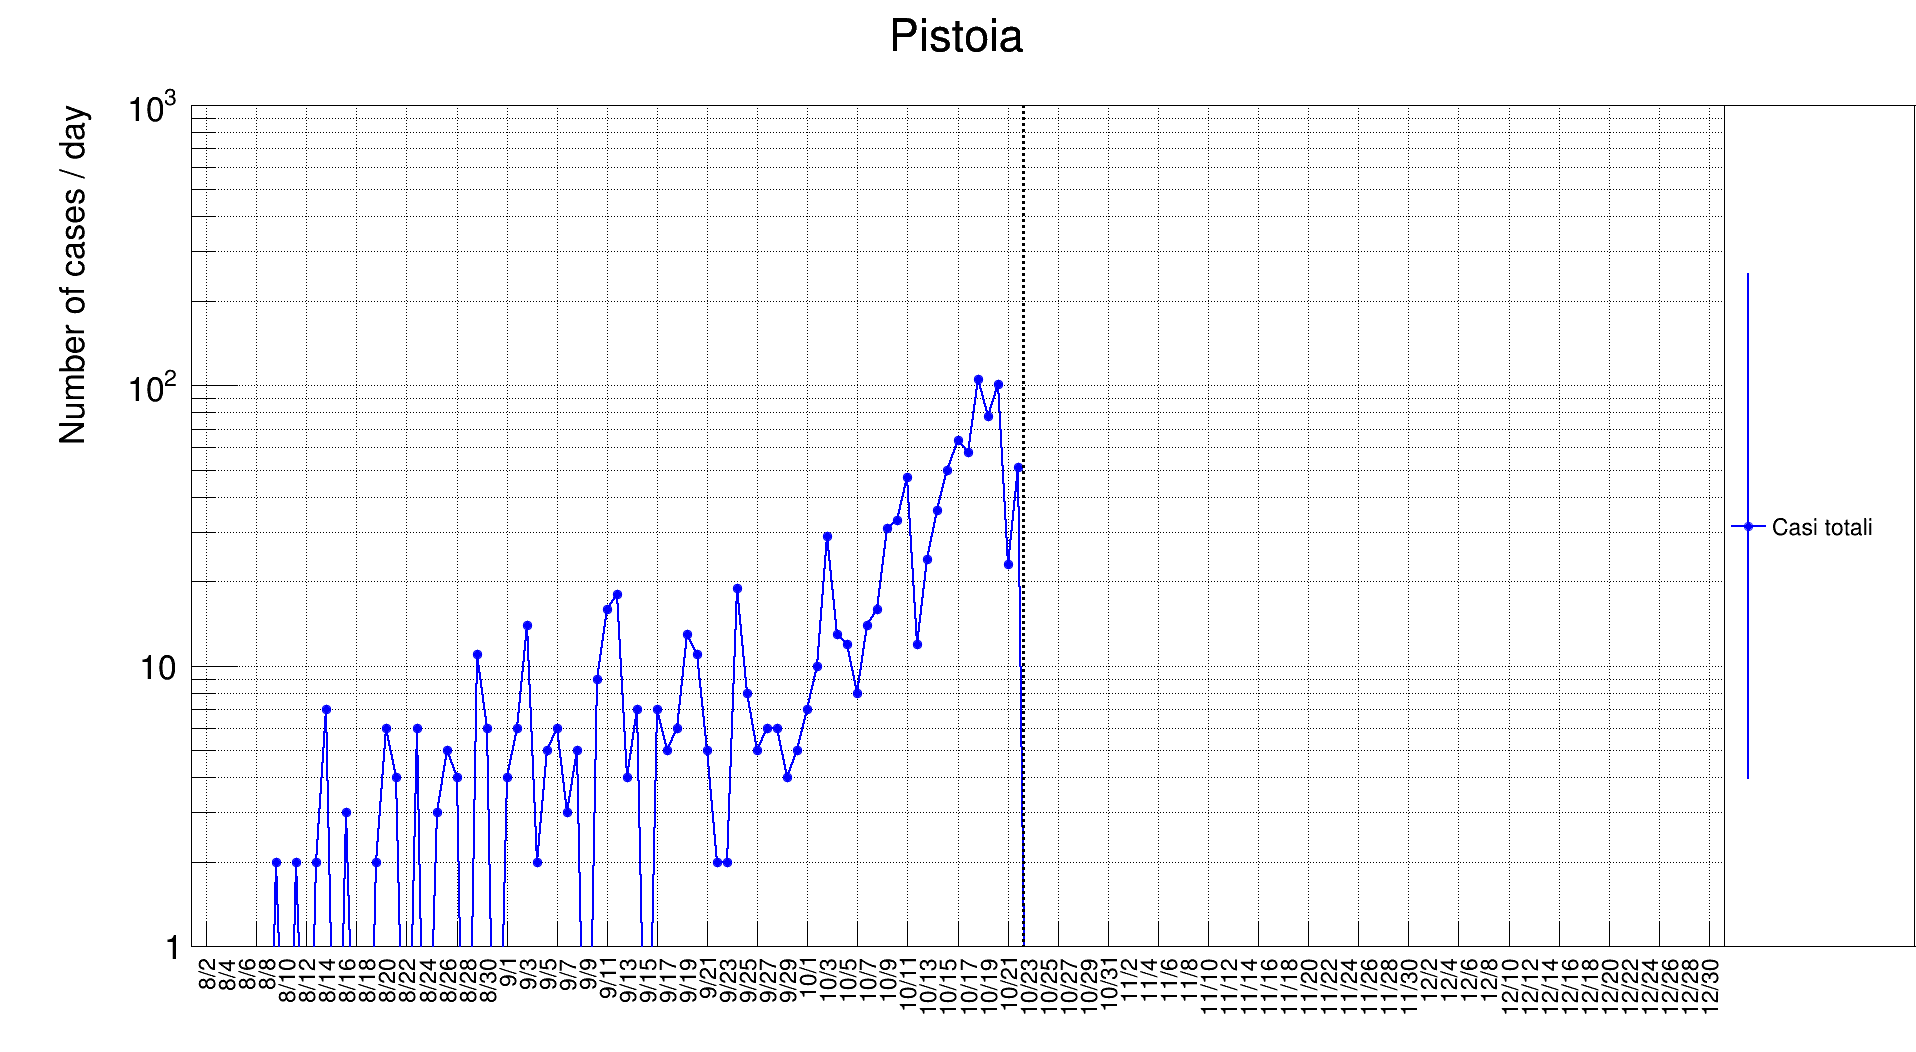 Pistoia
Number of cases / day
10³
10²
10
1
Casi totali
8/2 8/4 8/6 8/8 8/10 8/12 8/14 8/16 8/18 8/20 8/22 8/24 8/26 8/28 8/30 9/1 9/3 9/5 9/7 9/9 9/11 9/13 9/15 9/17 9/19 9/21 9/23 9/25 9/27 9/29 10/1 10/3 10/5 10/7 10/9 10/11 10/13 10/15 10/17 10/19 10/21 10/23 10/25 10/27 10/29 10/31 11/2 11/4 11/6 11/8 11/10 11/12 11/14 11/16 11/18 11/20 11/22 11/24 11/26 11/28 11/30 12/2 12/4 12/6 12/8 12/10 12/12 12/14 12/16 12/18 12/20 12/22 12/24 12/26 12/28 12/30